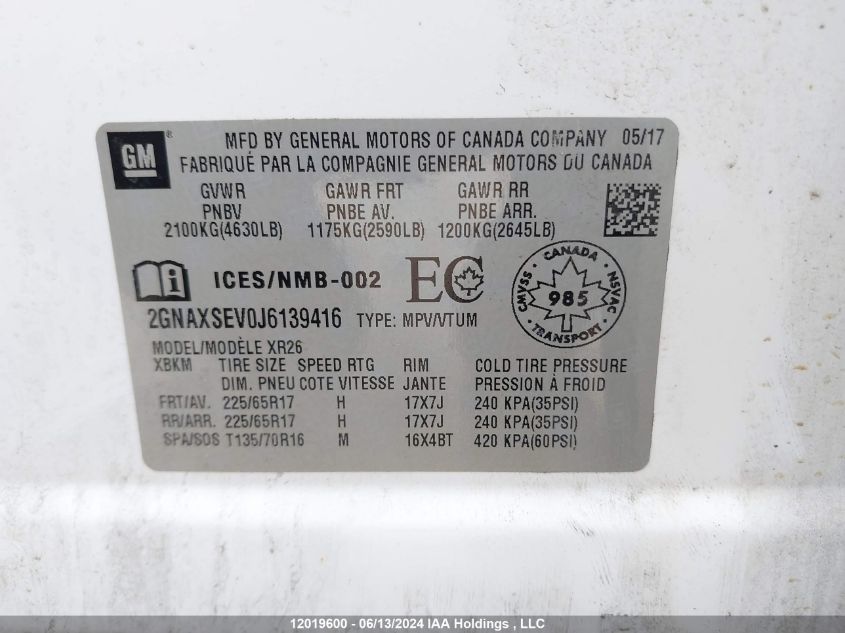 GM ®
MFD BY GENERAL MOTORS OF CANADA COMPANY 05/17
FABRIQUÉ PAR LA COMPAGNIE GENERAL MOTORS DU CANADA
GVWR GAWR FRT GAWR RR
PNBV PNBE AV. PNBE ARR.
2100KG(4630LB) 1175KG(2590LB) 1200KG(2645LB)
ICES/NMB-002 EC
CANADA
CMVSS 985 NSVAC
TRANSPORT
2GNAXSEV0J6139416 TYPE: MPV/VTUM
MODEL/MODÈLE XR26
XBKM TIRE SIZE SPEED RTG RIM COLD TIRE PRESSURE
DIM. PNEU COTE VITESSE JANTE PRESSION À FROID
FRT/AV. 225/65R17 H 17X7J 240 KPA(35PSI)
RR/ARR. 225/65R17 H 17X7J 240 KPA(35PSI)
SPA/SOS T135/70R16 M 16X4BT 420 KPA(60PSI)
12019600 - 06/13/2024 IAA Holdings , LLC